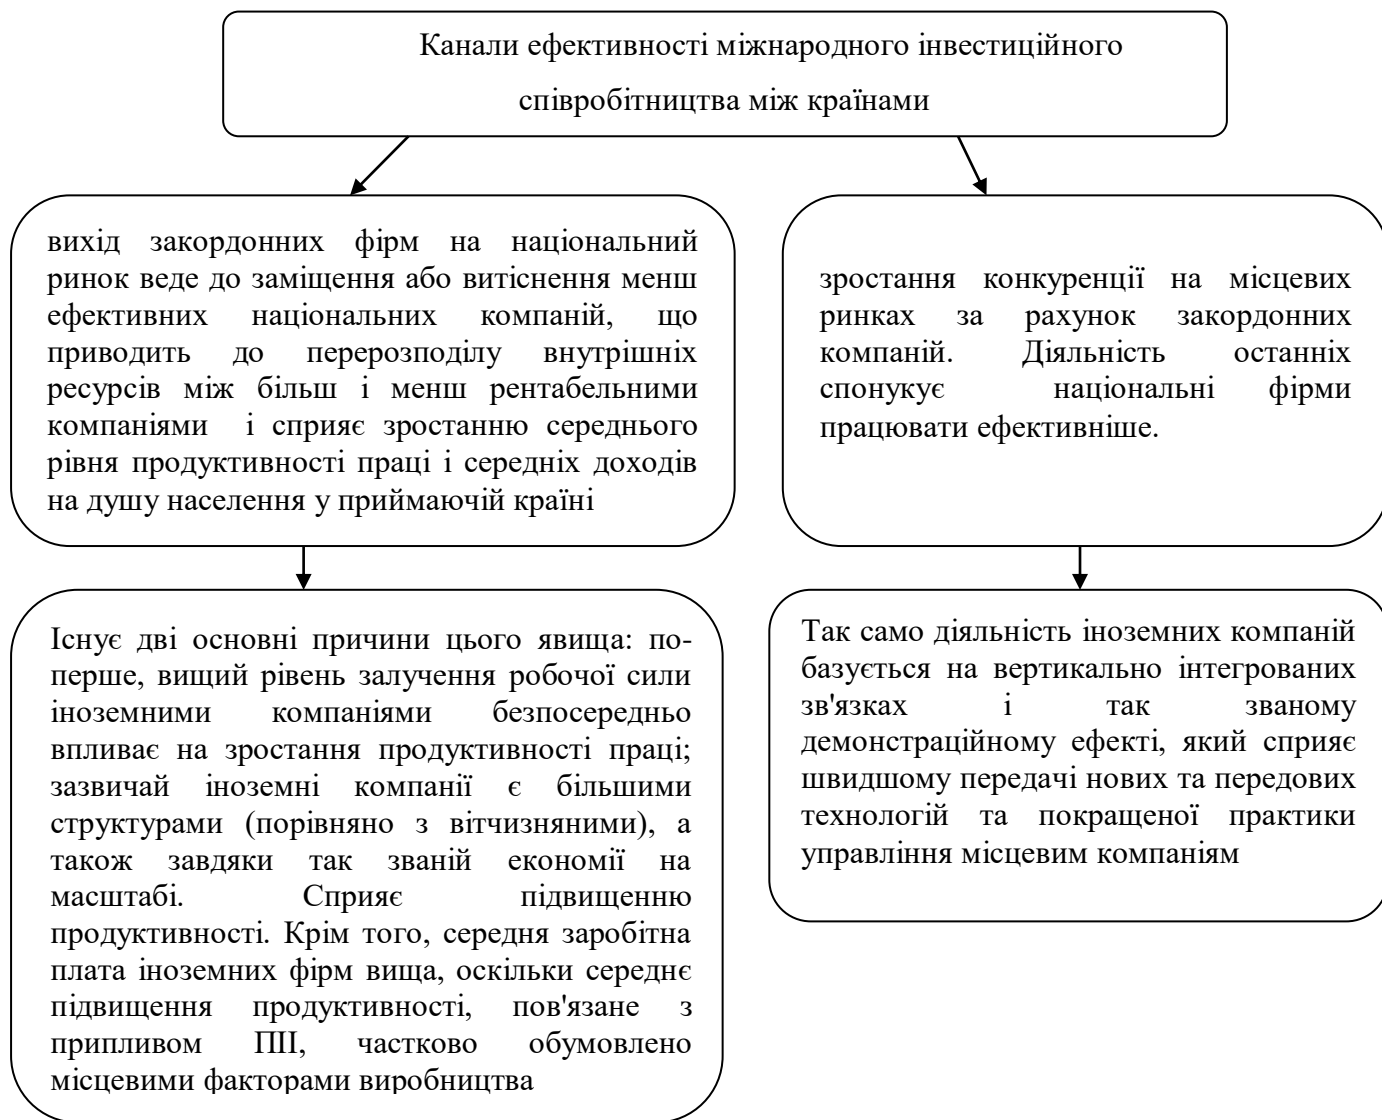 Канали ефективності міжнародного інвестиційного
співробітництва між країнами
вихід закордонних фірм на національний
ринок веде до заміщення або витіснення менш
ефективних національних компаній, що
приводить до перерозподілу внутрішніх
ресурсів між більш і менш рентабельними
компаніями і сприяє зростанню середнього
рівня продуктивності праці і середніх доходів
на душу населення у приймаючій країні
зростання конкуренції на місцевих
ринках за рахунок закордонних
компаній. Діяльність останніх
спонукує національні фірми
працювати ефективніше.
Існує дві основні причини цього явища: по-
перше, вищий рівень залучення робочої сили
іноземними компаніями безпосередньо
впливає на зростання продуктивності праці;
зазвичай іноземні компанії є більшими
структурами (порівняно з вітчизняними), а
також завдяки так званій економії на
масштабі. Сприяє підвищенню
продуктивності. Крім того, середня заробітна
плата іноземних фірм вища, оскільки середнє
підвищення продуктивності, пов'язане з
припливом ПІІ, частково обумовлено
місцевими факторами виробництва
Так само діяльність іноземних компаній
базується на вертикально інтегрованих
зв'язках і так званому
демонстраційному ефекті, який сприяє
швидшому передачі нових та передових
технологій та покращеної практики
управління місцевим компаніям